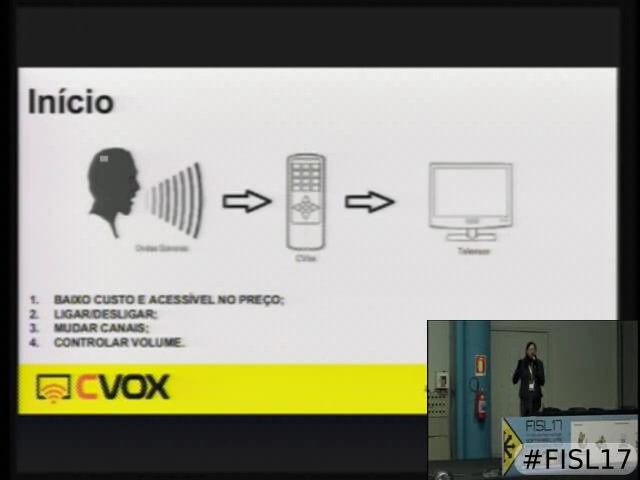 Início
Ondas Sonoras
CVox
Televisor
1. BAIXO CUSTO E ACESSÍVEL NO PREÇO;
2. LIGAR/DESLIGAR;
3. MUDAR CANAIS;
4. CONTROLAR VOLUME.
CVOX
FISL17
#FISL17